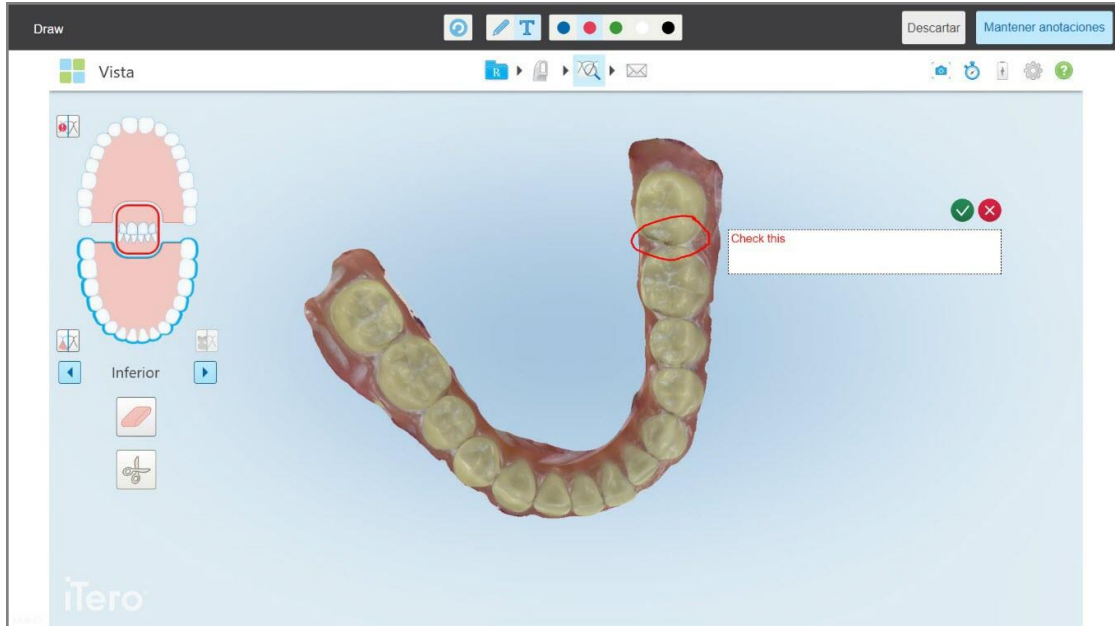 Draw
T
Descartar
Mantener anotaciones
Vista
R
Check this
Inferior
iTero